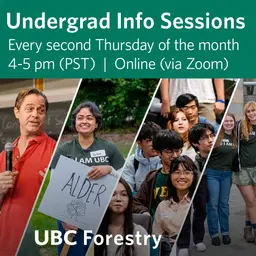 Undergrad Info Sessions
Every second Thursday of the month
4-5 pm (PST) | Online (via Zoom)
I AM UBC
ALDER
UBC Forestry